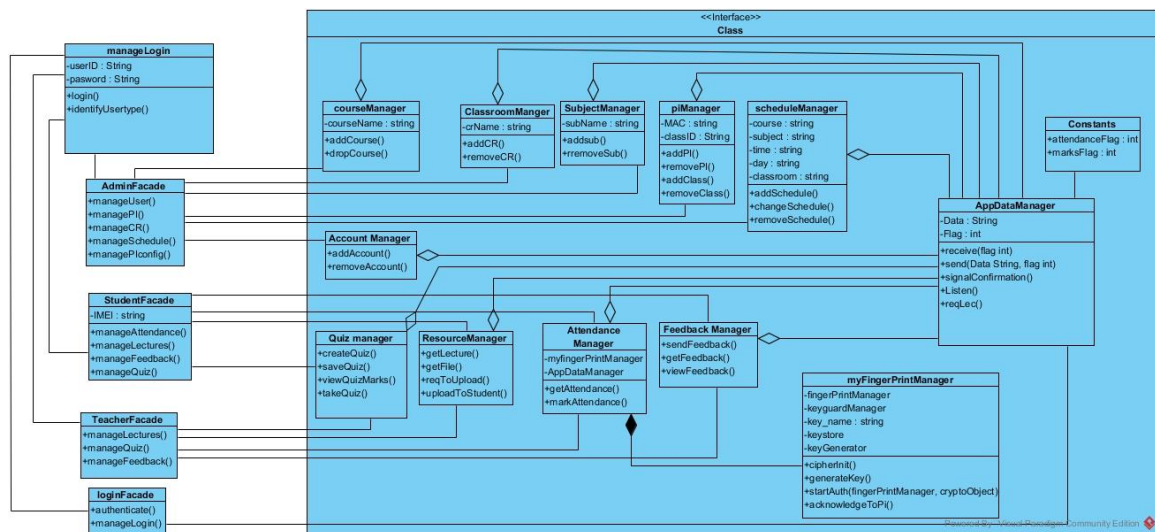 <<Interface>>
Class
manageLogin
-userID : String
-pasword : String
+login()
+identifyUsertype()
courseManager
-courseName : string
+addCourse()
+dropCourse()
ClassroomManger
-crName : string
+addCR()
+removeCR()
SubjectManager
-subName : string
+addsub()
+rremoveSub()
piManager
-MAC : string
-classID : String
+addPI()
+removePI()
+addClass()
+removeClass()
scheduleManager
-course : string
-subject : string
-time : string
-day : string
-classroom : string
+addSchedule()
+changeSchedule()
+removeSchedule()
Constants
+attendanceFlag : int
+marksFlag : int
AdminFacade
+manageUser()
+managePI()
+manageCR()
+manageSchedule()
+managePIconfig()
Account Manager
+addAccount()
+removeAccount()
AppDataManager
-Data : String
-Flag : int
+receive(flag int)
+send(Data String, flag int)
+signalConfirmation()
+Listen()
+reqLec()
StudentFacade
-IMEI : string
+manageAttendance()
+manageLectures()
+manageFeedback()
+manageQuiz()
Quiz manager
+createQuiz()
+saveQuiz()
+viewQuizMarks()
+takeQuiz()
ResourceManager
+getLecture()
+getFile()
+reqToUpload()
+uploadToStudent()
Attendance
Manager
-myfingerPrintManager
-AppDataManager
+getAttendance()
+markAttendance()
Feedback Manager
+sendFeedback()
+getFeedback()
+viewFeedback()
myFingerPrintManager
-fingerPrintManager
-keyguardManager
-key_name : string
-keystore
-keyGenerator
+cipherInit()
+generateKey()
+startAuth(fingerPrintManager, cryptoObject)
+acknowledgeToPi()
TeacherFacade
+manageLectures()
+manageQuiz()
+manageFeedback()
loginFacade
+authenticate()
+manageLogin()
Powered By Visual Paradigm Community Edition